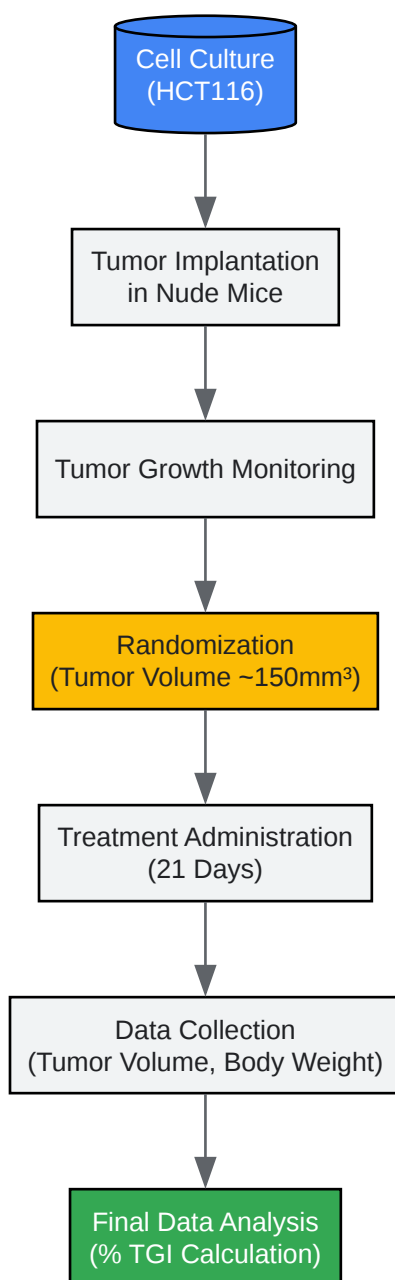 Cell Culture
(HCT116)
Tumor Implantation
in Nude Mice
Tumor Growth Monitoring
Randomization
(Tumor Volume ~150mm³)
Treatment Administration
(21 Days)
Data Collection
(Tumor Volume, Body Weight)
Final Data Analysis
(% TGI Calculation)